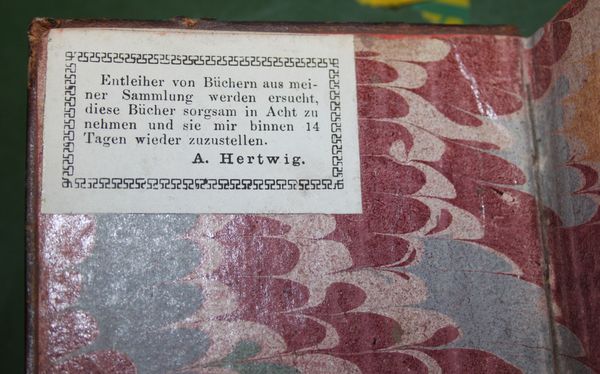 Entleiher von Büchern aus mei-
ner Sammlung werden ersucht,
diese Bücher sorgsam in Acht zu
nehmen und sie mir binnen 14
Tagen wieder zuzustellen.
A. Hertwig.